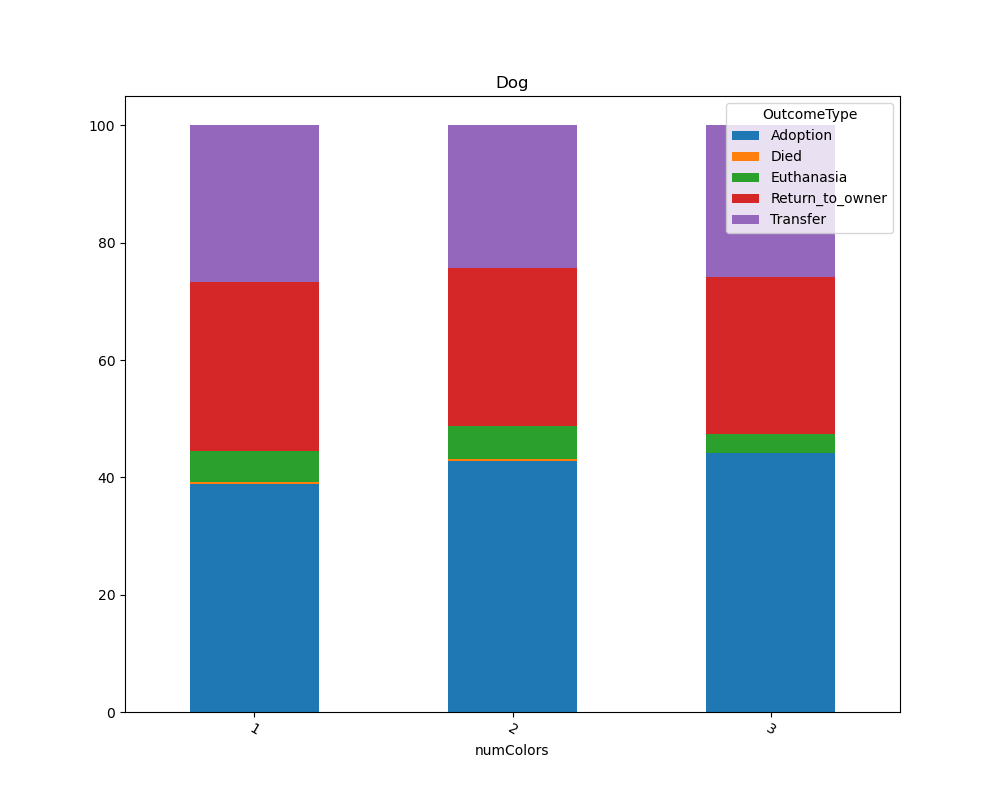 Dog
OutcomeType
Adoption
Died
Euthanasia
Return_to_owner
Transfer
100
80
60
40
20
0
1
2
3
numColors